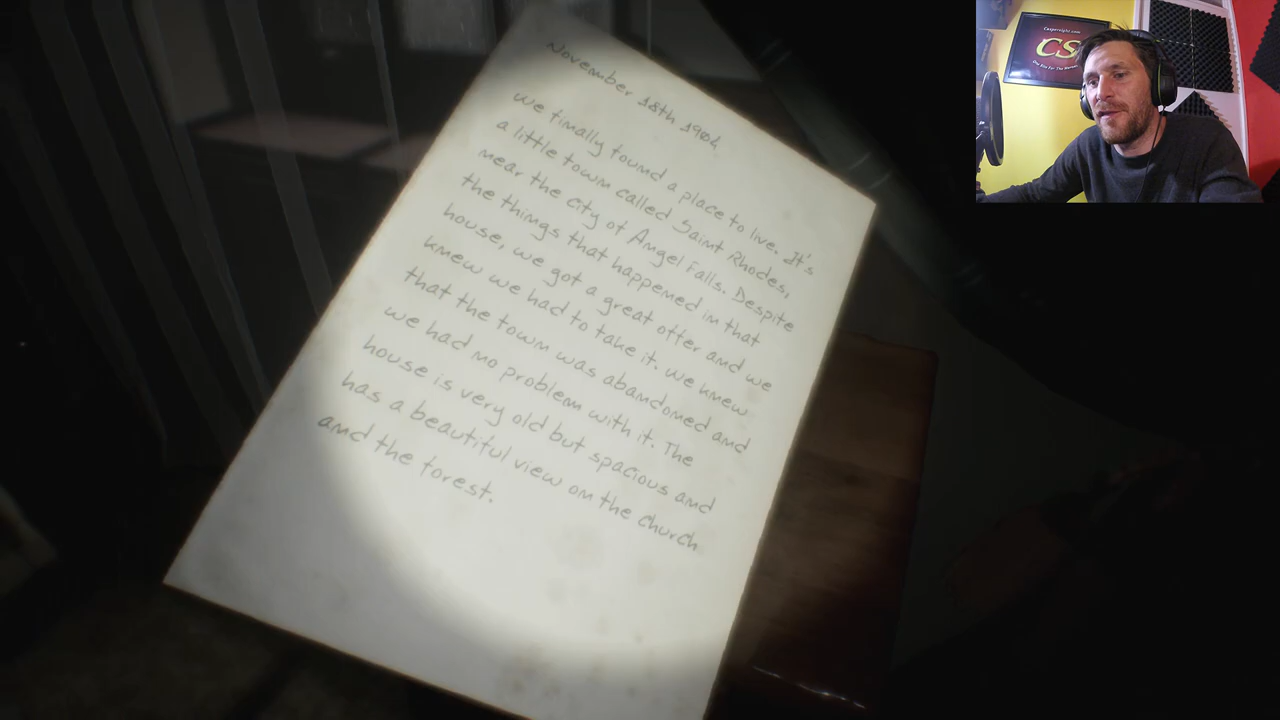 November 18th 1904
We finally found a place to live. It's
a little town called Saint Rhodes,
near the city of Angel Falls. Despite
the things that happened in that
house, we got a great offer and we
knew we had to take it. We knew
that the town was abandoned and
we had no problem with it. The
house is very old but spacious and
has a beautiful view on the church
and the forest.
CS